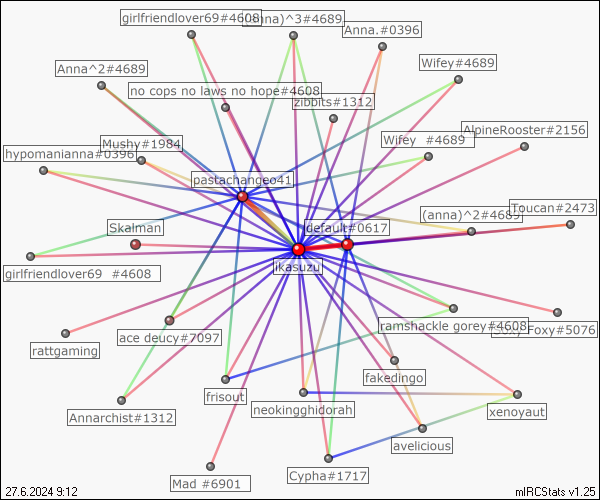 girlfriendlover69#4608
(anna)^3#4689
Anna.#0396
Anna^2#4689
Wifey#4689
no cops no laws no hope#4608
zibbits#1312
AlpineRooster#2156
Mushy#1984
Wifey  #4689
hypomanianna#0396
pastachangeo41
Toucan#2473
(anna)^2#4689
Skalman
default#0617
girlfriendlover69  #4608
ikasuzu
ramshackle gorey#4608
Foxy#5076
rattgaming
ace deucy#7097
fakedingo
frisout
neokingghidorah
xenoyaut
Annarchist#1312
avelicious
Mad #6901
Cypha#1717
27.6.2024 9:12
mIRCStats v1.25